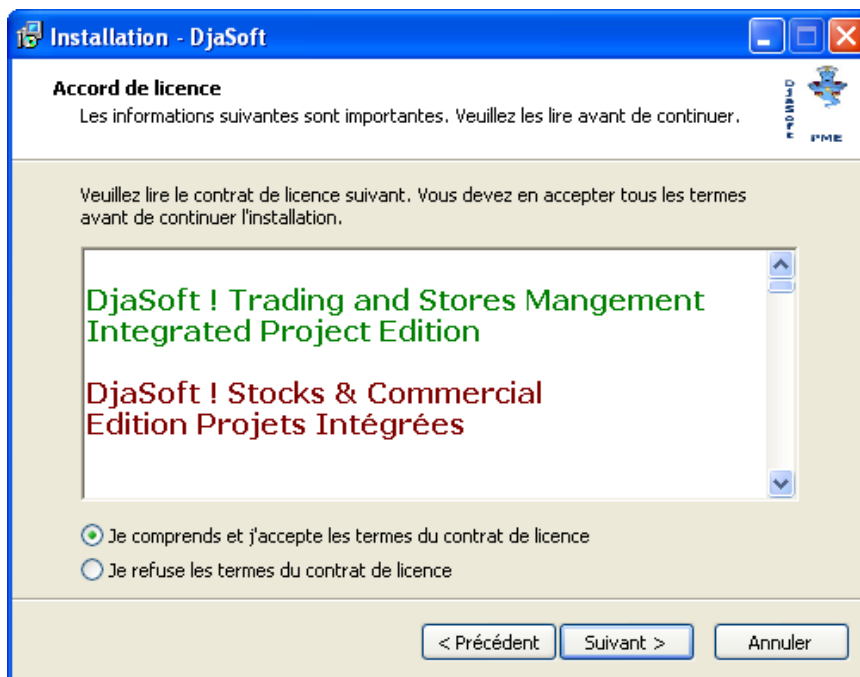 Installation - DjaSoft
Accord de licence
Les informations suivantes sont importantes. Veuillez les lire avant de continuer.
DjaSoft
PME
Veuillez lire le contrat de licence suivant. Vous devez en accepter tous les termes
avant de continuer l'installation.
DjaSoft ! Trading and Stores Mangement
Integrated Project Edition
DjaSoft ! Stocks & Commercial
Edition Projets Intégrées
Je comprends et j'accepte les termes du contrat de licence
Je refuse les termes du contrat de licence
< Précédent
Suivant >
Annuler